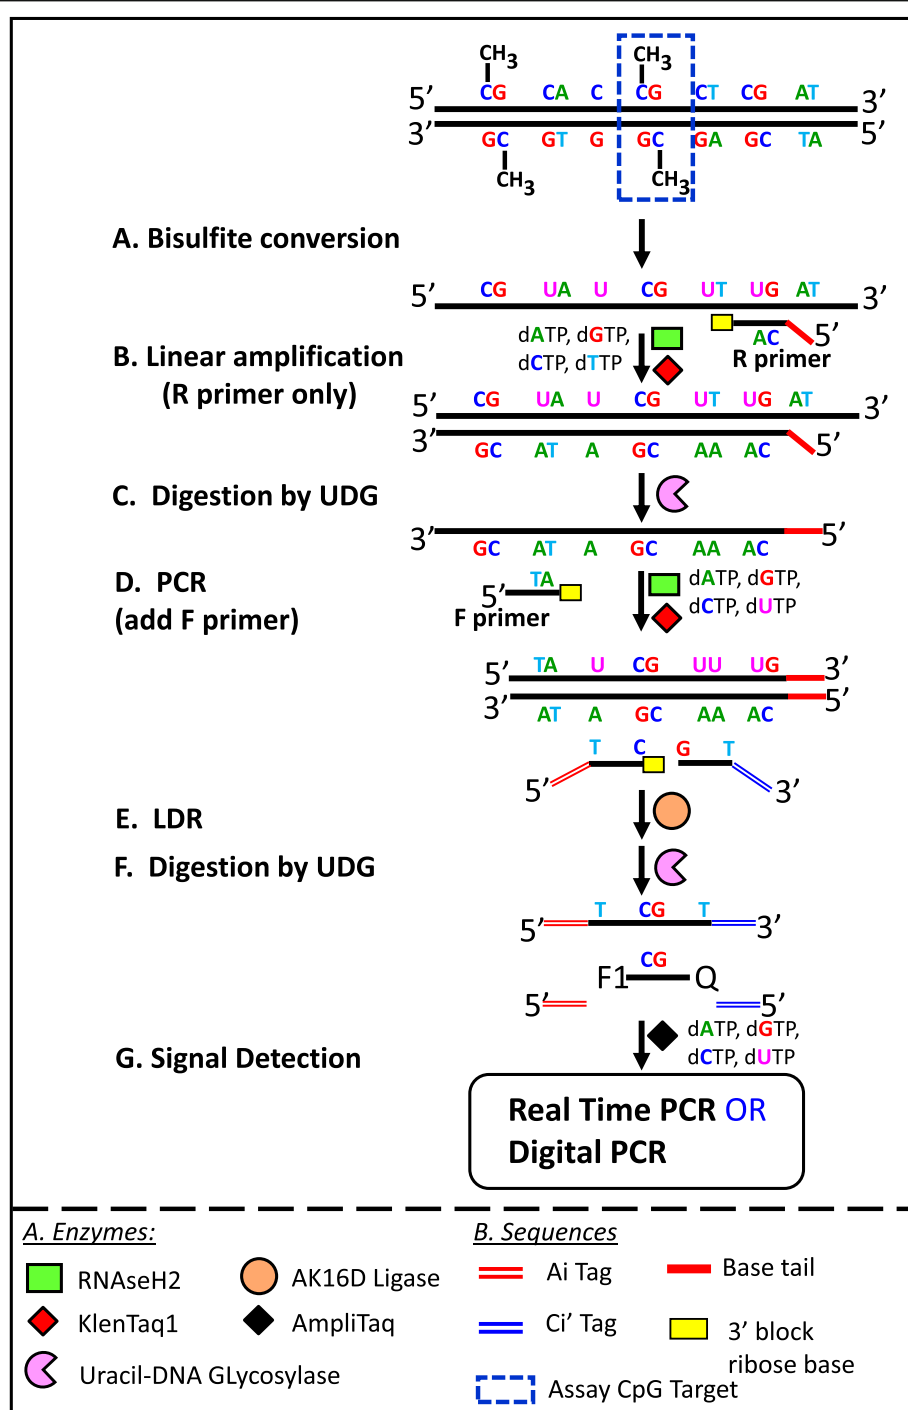 CH3 CH3
CG CA C CG CT CG AT
5’ 3’
3’ 5’
GC GT G GC GA GC TA
CH3 CH3
A. Bisulfite conversion
CG UA U CG UT UG AT
5’ 3’
dATP, dGTP,
dCTP, dTTP
AC 5’
R primer
B. Linear amplification
(R primer only)
CG UA U CG UT UG AT
5’ 3’
3’ 5’
GC AT A GC AA AC
C. Digestion by UDG
3’ 5’
GC AT A GC AA AC
D. PCR
(add F primer)
TA
5’
F primer
dATP, dGTP,
dCTP, dUTP
TA U CG UU UG
5’ 3’
3’ 5’
AT A GC AA AC
T C G T
5’ 3’
E. LDR
F. Digestion by UDG
T CG T
5’ 3’
CG
F1 Q
5’ 5’
dATP, dGTP,
dCTP, dUTP
G. Signal Detection
Real Time PCR OR
Digital PCR
A. Enzymes:
RNAseH2
AK16D Ligase
KlenTaq1
AmpliTaq
Uracil-DNA GLycosylase
B. Sequences
Ai Tag
Base tail
Ci’ Tag
3’ block
ribose base
Assay CpG Target